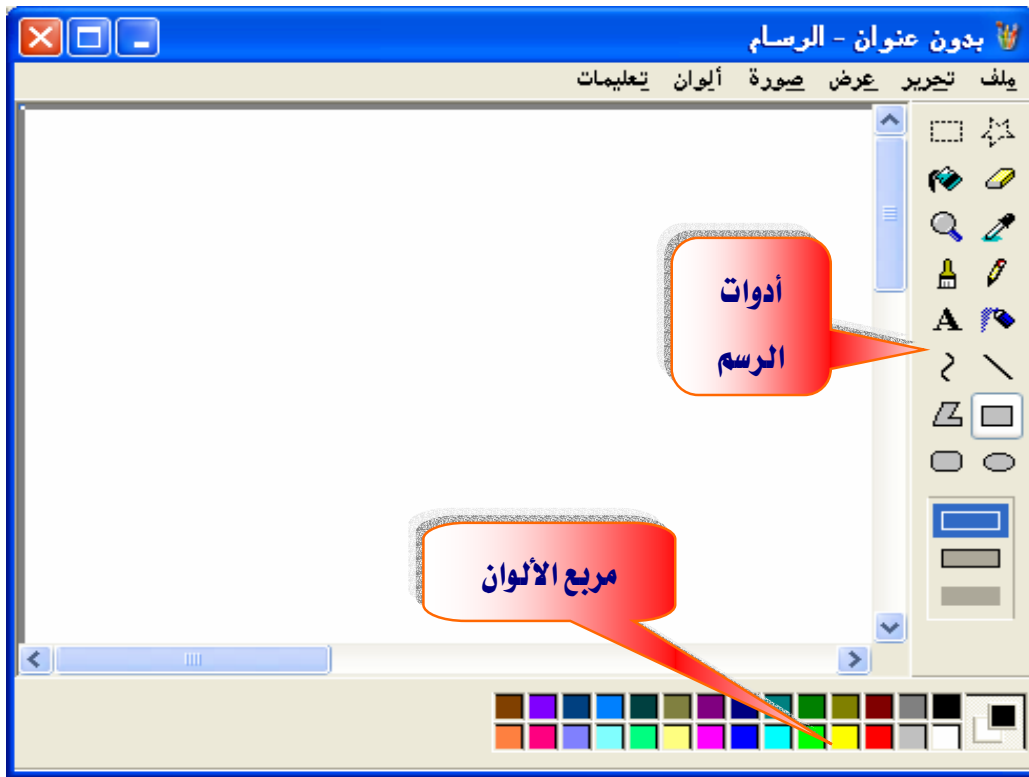 بدون عنوان - الرسام
ملف تحرير عرض صورة ألوان تعليمات
A
أدوات
الرسم
مربع الألوان